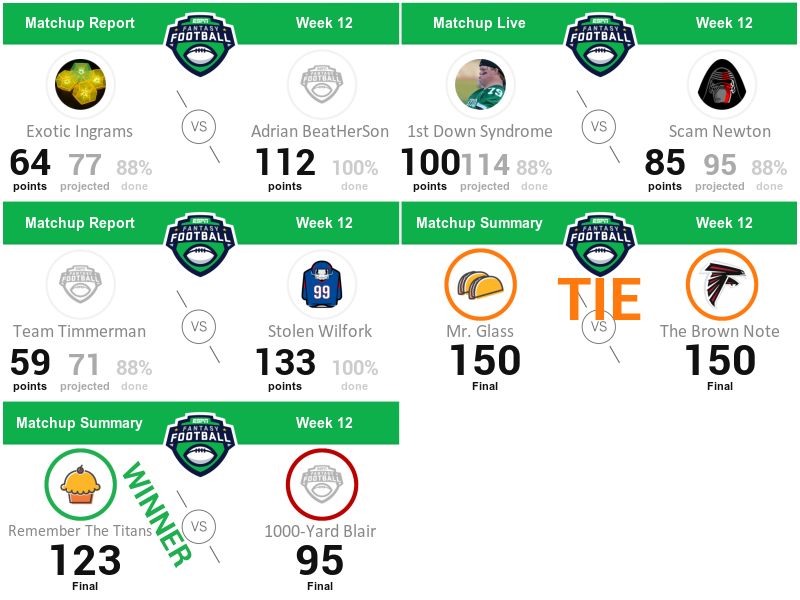 Matchup Report Week 12
ESPN
FANTASY
FOOTBALL
VS
Exotic Ingrams Adrian BeatHerSon
64 77 88% 112 100%
points projected done points done
Matchup Live Week 12
ESPN
FANTASY
FOOTBALL
79
VS
1st Down Syndrome Scam Newton
100 114 88% 85 95 88%
points projected done points projected done
Matchup Report Week 12
ESPN
FANTASY
FOOTBALL
99
VS
Team Timmerman Stolen Wilfork
59 71 88% 133 100%
points projected done points done
Matchup Summary Week 12
ESPN
FANTASY
FOOTBALL
TIE
VS
Mr. Glass The Brown Note
150 150
Final Final
Matchup Summary Week 12
ESPN
FANTASY
FOOTBALL
WINNER
VS
Remember The Titans 1000-Yard Blair
123 95
Final Final